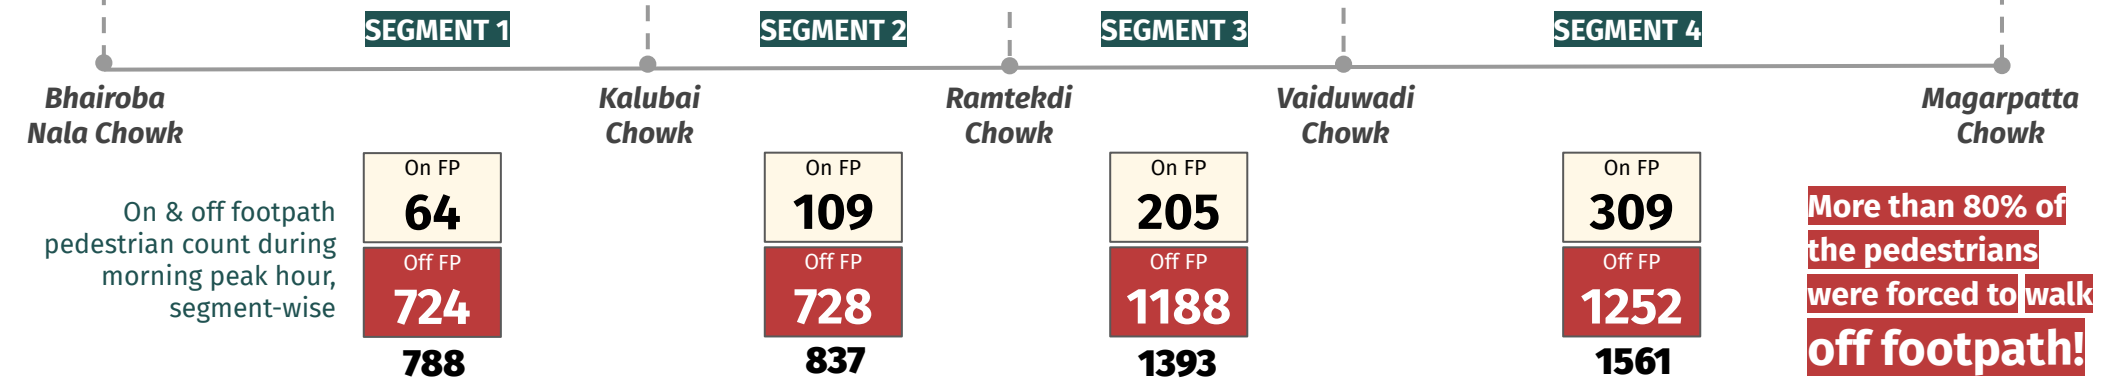 SEGMENT 1
SEGMENT 2
SEGMENT 3
SEGMENT 4
Bhairoba
Nala Chowk
Kalubai
Chowk
Ramtekdi
Chowk
Vaiduwadi
Chowk
Magarpatta
Chowk
On & off footpath
pedestrian count during
morning peak hour,
segment-wise
On FP
64
Off FP
724
788
On FP
109
Off FP
728
837
On FP
205
Off FP
1188
1393
On FP
309
Off FP
1252
1561
More than 80% of
the pedestrians
were forced to walk
off footpath!